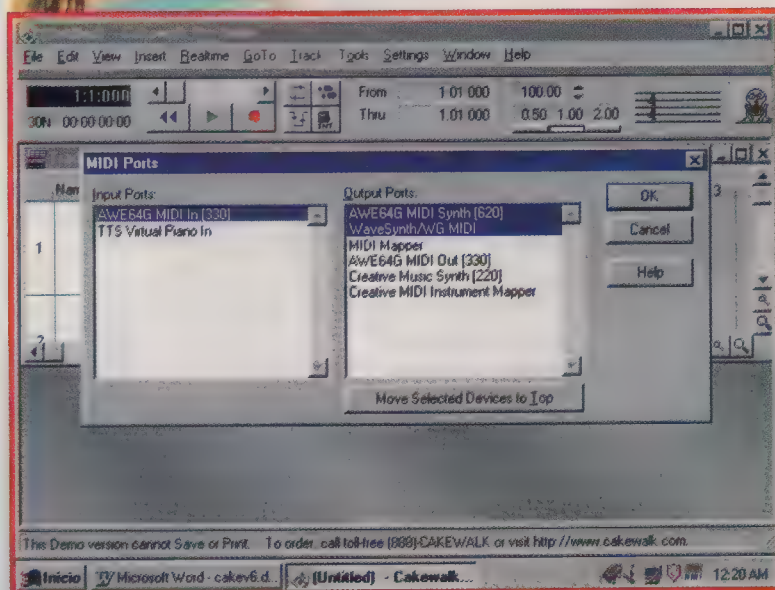 File Edit View Insert Realtime GoTo Track Tools Settings Window Help
1:1:000
From 1:01:000 100.00
30N 00:00:00:00
Thru 1:01:000 0.50 1.00 2.00
MIDI Ports
Nam
Input Ports:
AWE64G MIDI In [330]
TTS Virtual Piano In
Output Ports:
AWE64G MIDI Synth [620]
WaveSynth/WG MIDI
MIDI Mapper
AWE64G MIDI Out [330]
Creative Music Synth [220]
Creative MIDI Instrument Mapper
OK
Cancel
Help
Move Selected Devices to Top
1
2
3
This Demo version cannot Save or Print. To order, call toll-free (888)-CAKEWALK or visit http://www.cakewalk.com.
Inicio Microsoft Word - cakev6.d... [Untitled] - Cakewalk... 12:20 AM